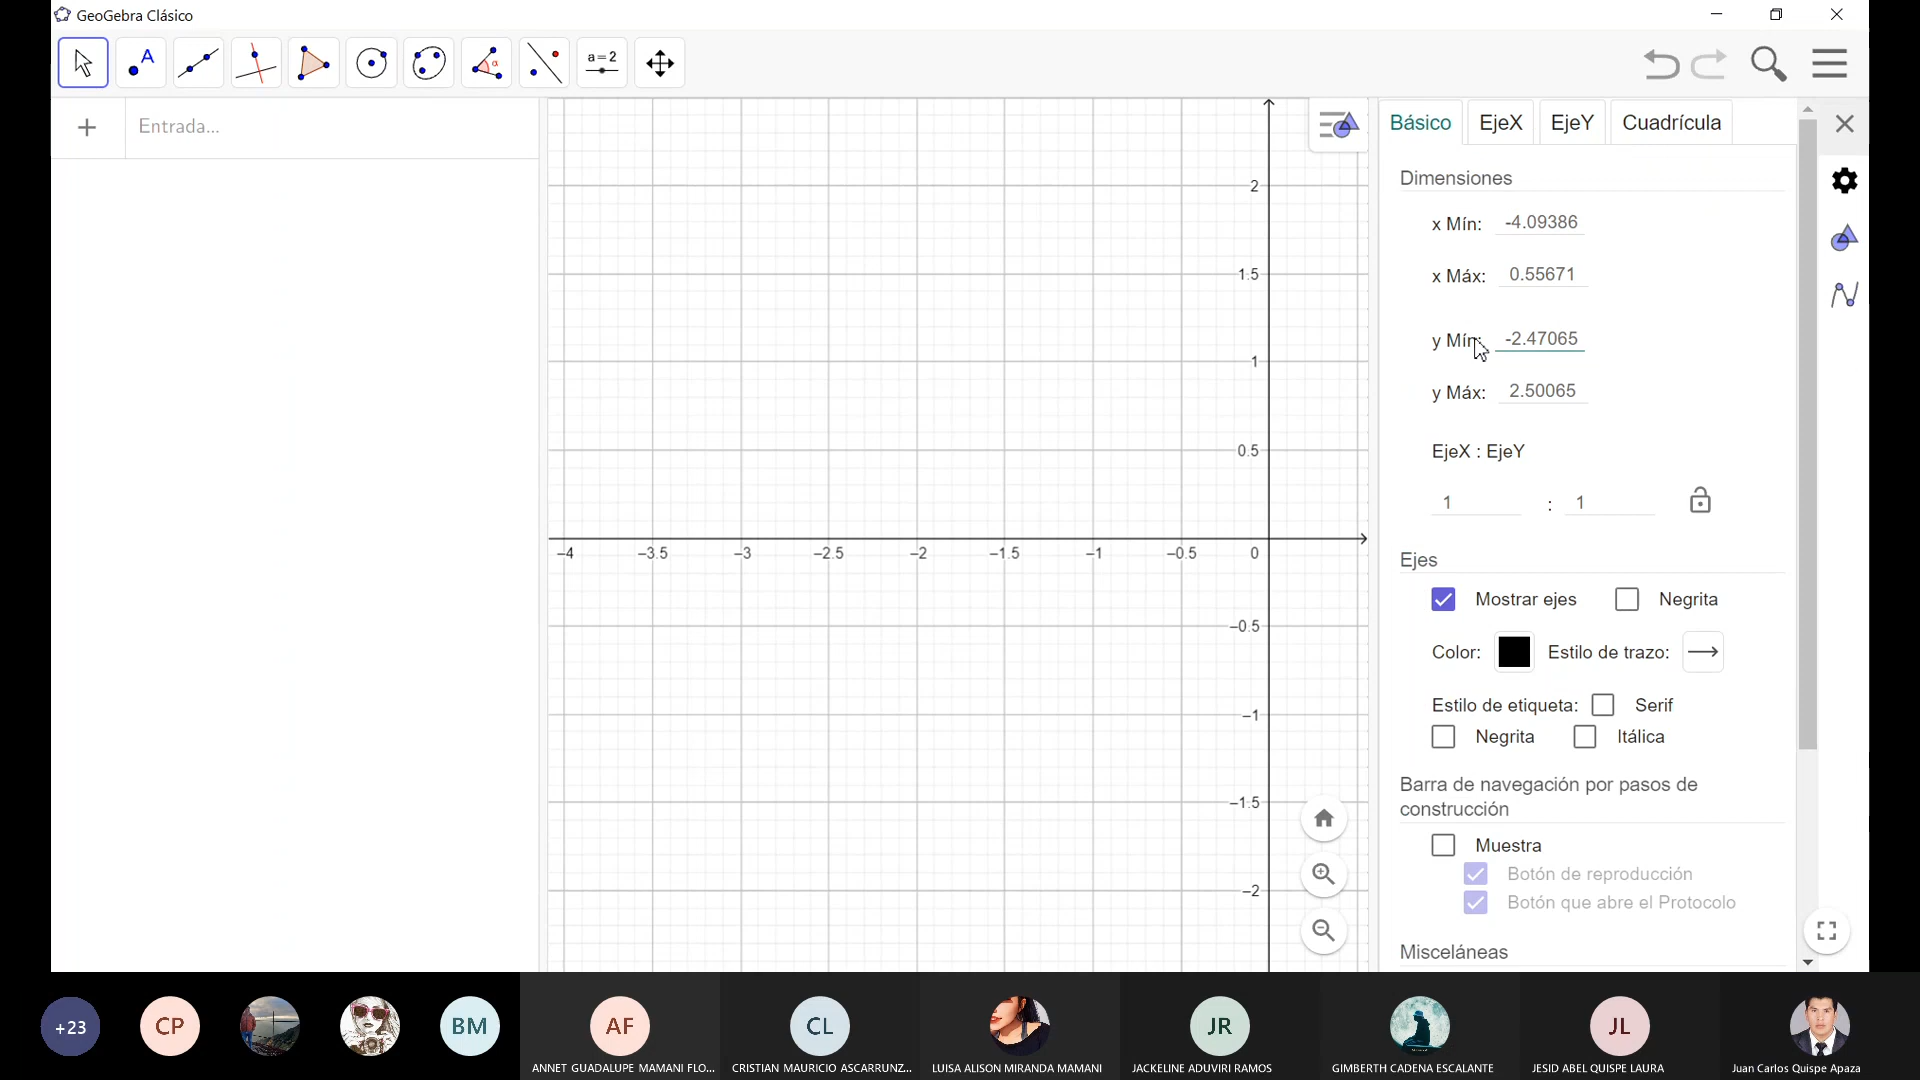 GeoGebra Clásico
A
α
a=2
+ Entrada...
Básico EjeX EjeY Cuadrícula
Dimensiones
x Mín: -4.09386
x Máx: 0.55671
y Mín: -2.47065
y Máx: 2.50065
EjeX : EjeY
1 : 1
Ejes
Mostrar ejes Negrita
Color: Estilo de trazo:
Estilo de etiqueta: Serif
Negrita Itálica
Barra de navegación por pasos de
construcción
Muestra
Botón de reproducción
Botón que abre el Protocolo
Misceláneas
2
1.5
1
0.5
–4 –3.5 –3 –2.5 –2 –1.5 –1 –0.5 0
–0.5
–1
–1.5
–2
+23 CP BM AF CL JR JL
ANNET GUADALUPE MAMANI FLO... CRISTIAN MAURICIO ASCARRUNZ... LUISA ALISON MIRANDA MAMANI JACKELINE ADUVIRI RAMOS GIMBERTH CADENA ESCALANTE JESID ABEL QUISPE LAURA Juan Carlos Quispe Apaza